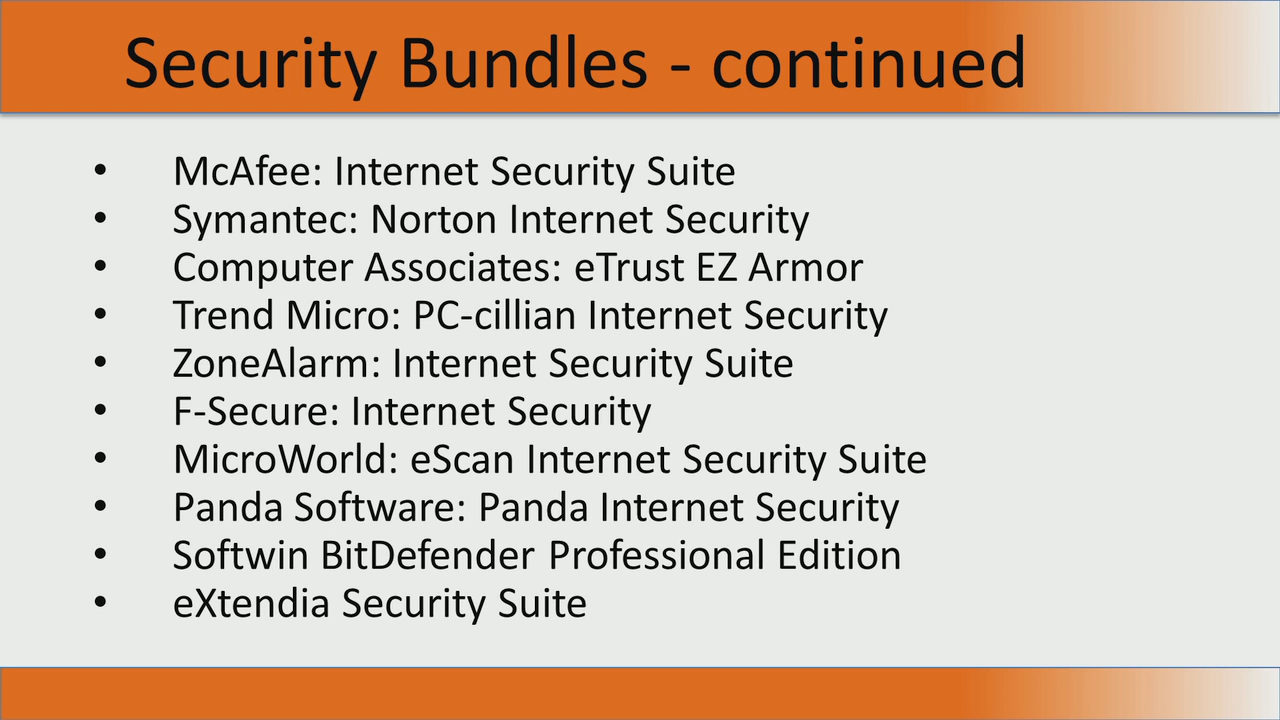 Security Bundles - continued
• McAfee: Internet Security Suite
• Symantec: Norton Internet Security
• Computer Associates: eTrust EZ Armor
• Trend Micro: PC-cillian Internet Security
• ZoneAlarm: Internet Security Suite
• F-Secure: Internet Security
• MicroWorld: eScan Internet Security Suite
• Panda Software: Panda Internet Security
• Softwin BitDefender Professional Edition
• eXtendia Security Suite